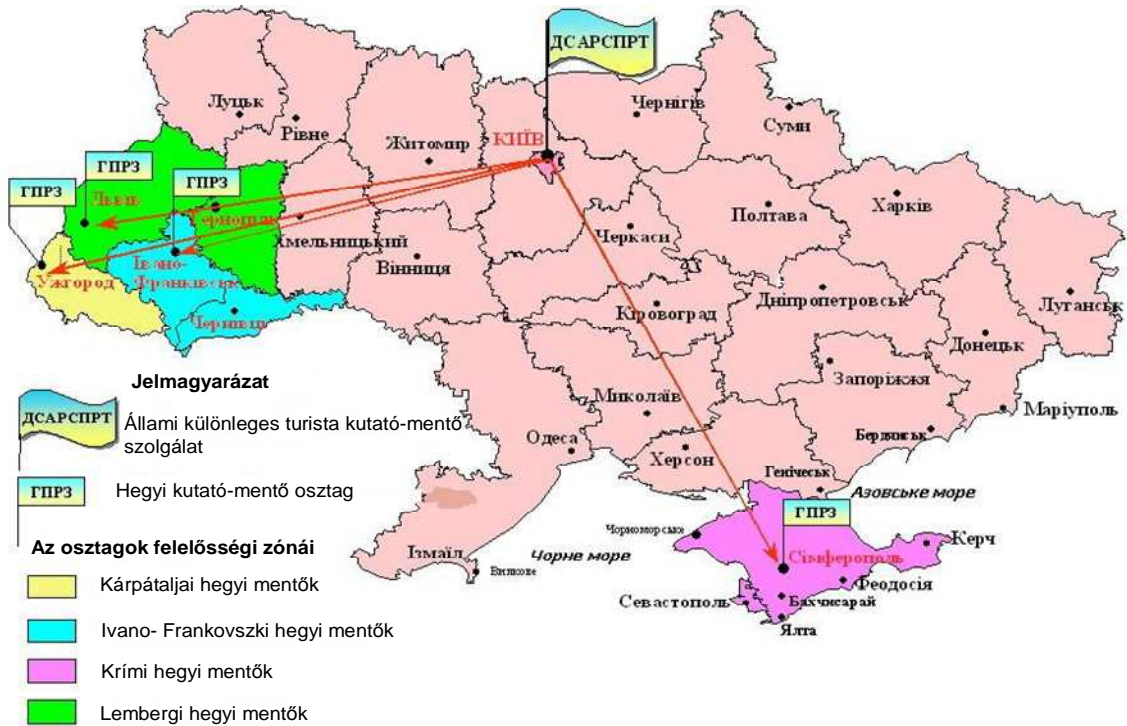 ДСАРСПРТ
Луцьк
Рівне
Житомир
КИЇВ
Чернігів
Суми
ГПРЗ
ГПРЗ
ГПРЗ
Львів
Хмельницький
Вінниця
Черкаси
Полтава
Харків
Ужгород
Івано-
Франківськ
Чернівці
Кіровоград
Дніпропетровськ
Луганськ
Донецьк
Запоріжжя
Маріуполь
Миколаїв
Одеса
Херсон
Бердянськ
Генічеськ
Азовське море
ГПРЗ
Чорноморське
Сімферополь
Керч
Феодосія
Севастополь
Бахчисарай
Ялта
Ізмаїл
Вилкове
Чорне море
Jelmagyarázat
ДСАРСПРТ
Állami különleges turista kutató-mentő
szolgálat
ГПРЗ
Hegyi kutató-mentő osztag
Az osztagok felelősségi zónái
Kárpátaljai hegyi mentők
Ivano- Frankovszki hegyi mentők
Krími hegyi mentők
Lembergi hegyi mentők